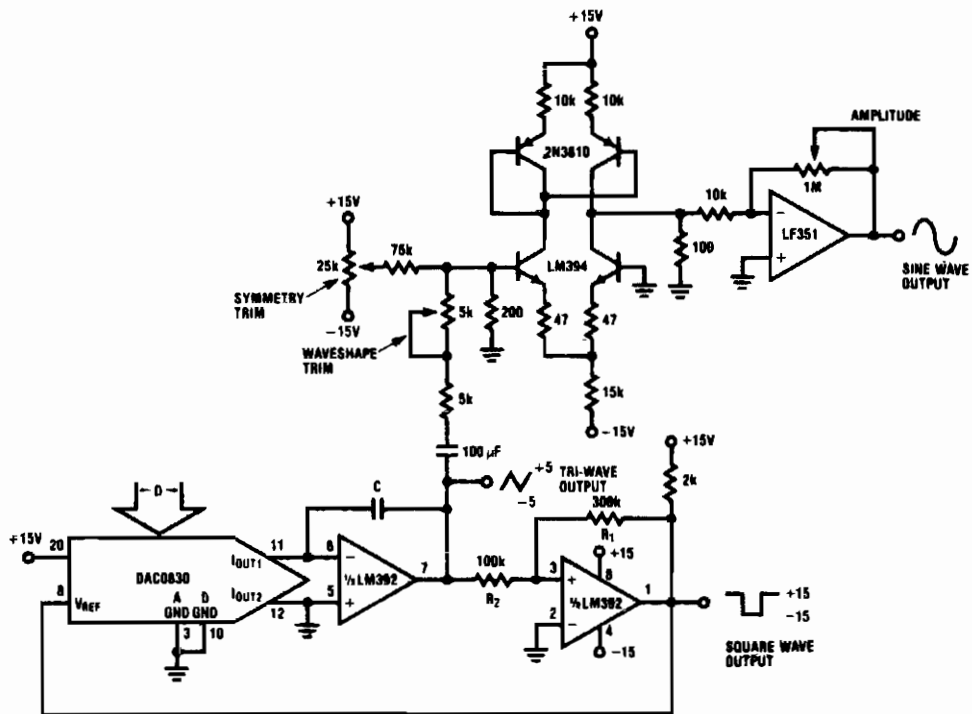 +15V
10k
10k
AMPLITUDE
2N3810
1M
10k
+15V
LF351
75k
25k
LM394
100
SINE WAVE
OUTPUT
SYMMETRY
TRIM
-15V
5k
200
47
47
WAVESHAPE
TRIM
15k
5k
-15V
+15V
100 µF
+5
-5
TRI-WAVE
OUTPUT
2k
D
C
300k
R1
+15V
20
11
6
100k
+15
8
DAC0830
IOUT1
½ LM392
7
3
8
VREF
IOUT2
R2
½ LM392
1
+15
-15
A
GND
D
GND
12
5
2
4
-15
3
10
SQUARE WAVE
OUTPUT